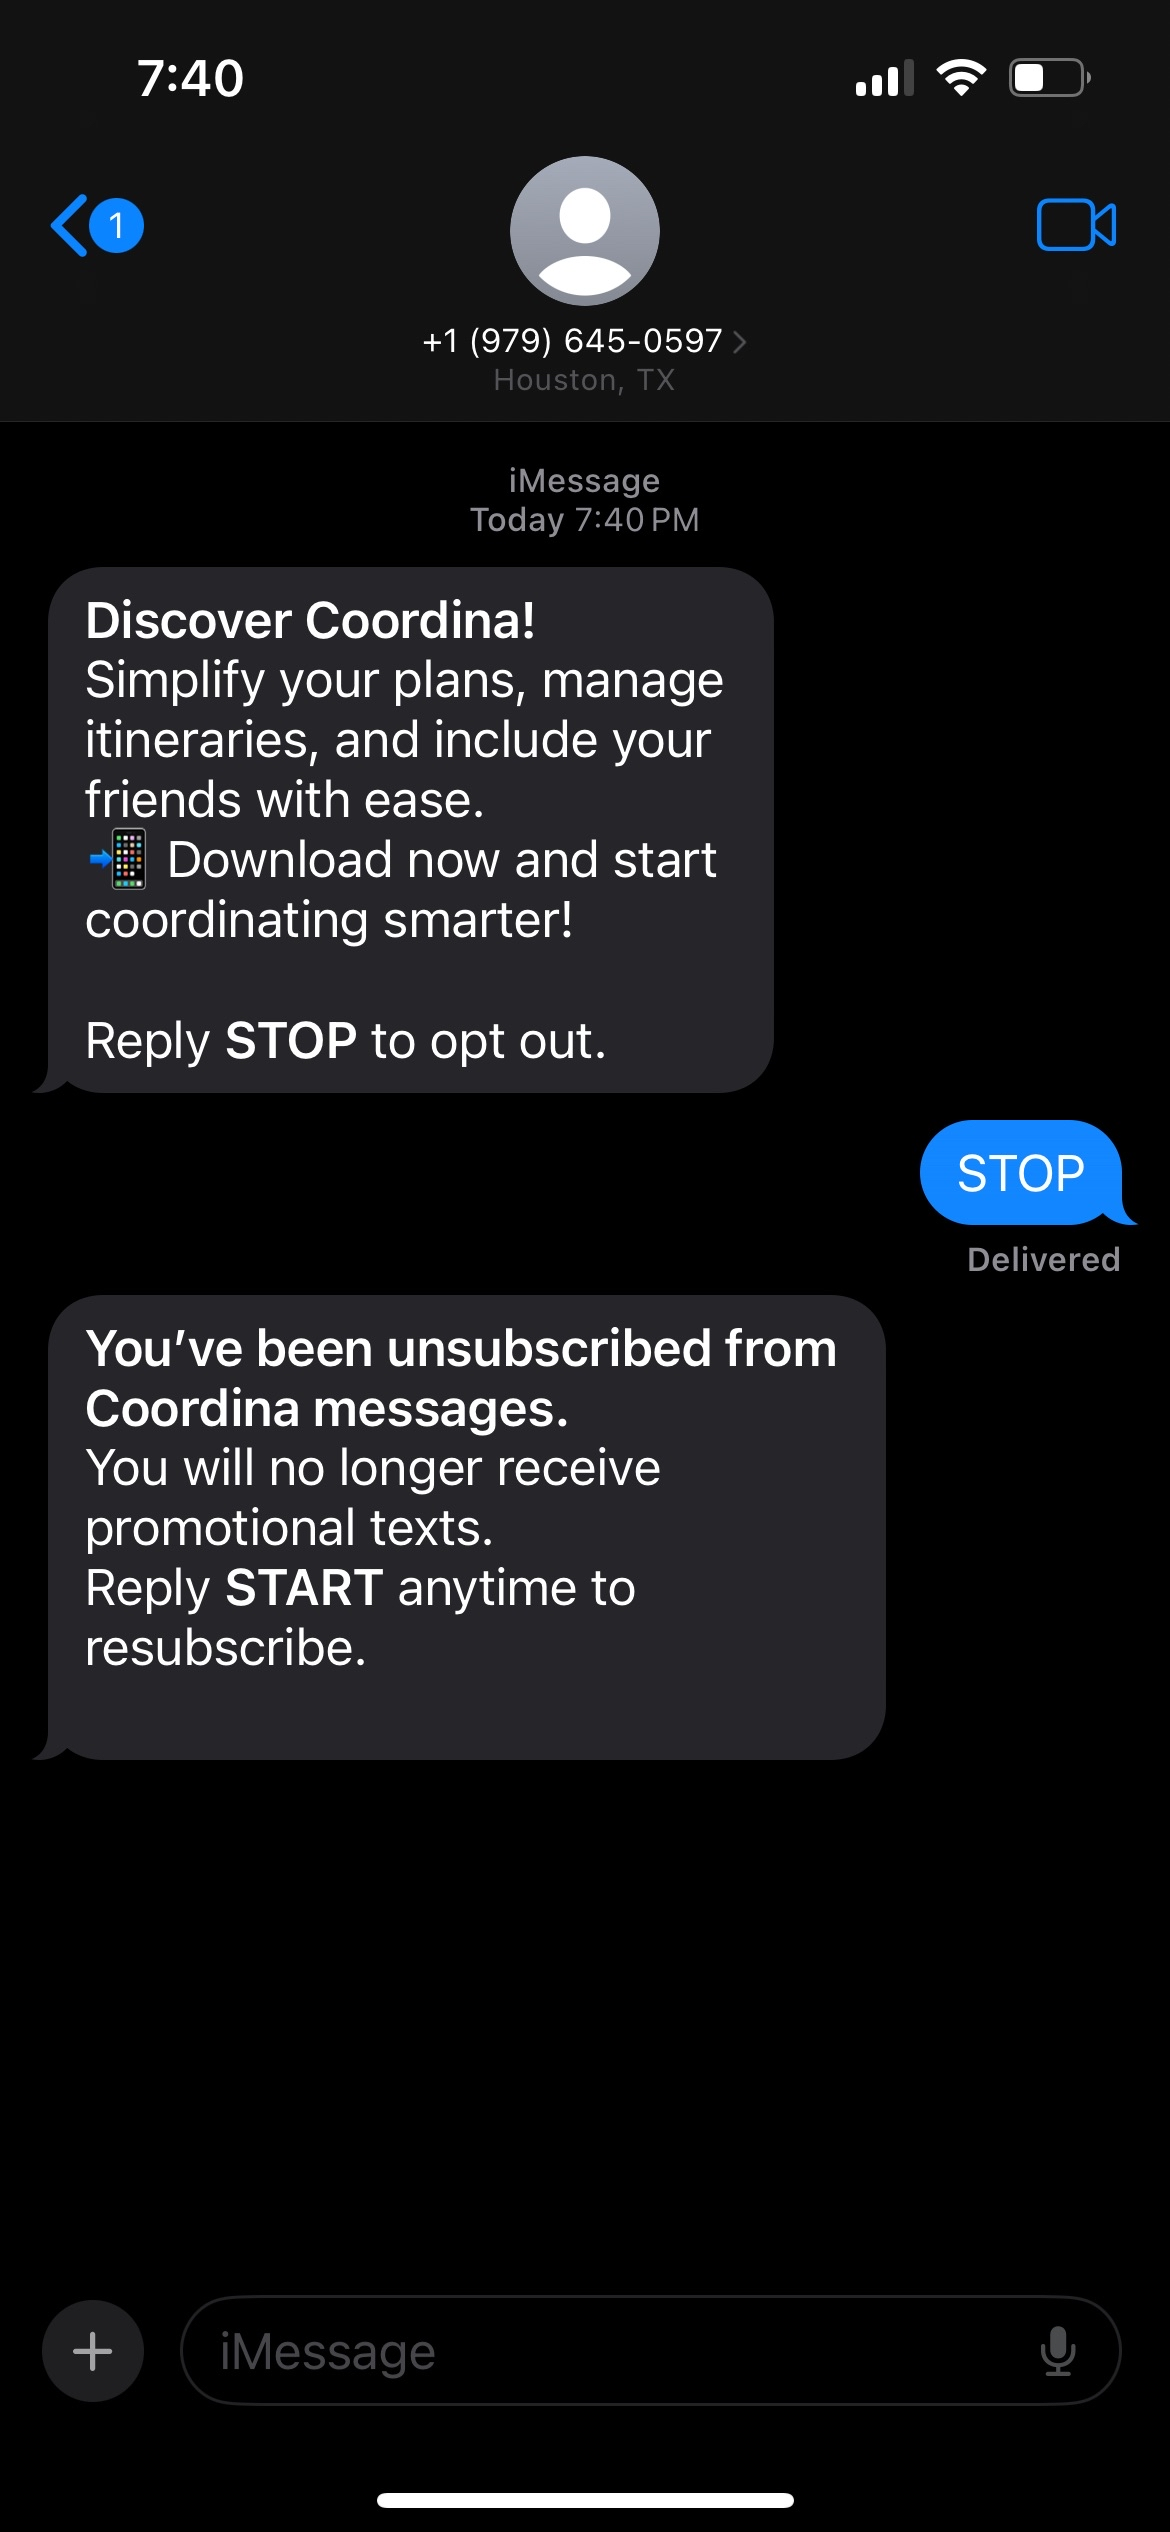 7:40
1
+1 (979) 645-0597
Houston, TX
iMessage
Today 7:40 PM
Discover Coordina!
Simplify your plans, manage
itineraries, and include your
friends with ease.
📲 Download now and start
coordinating smarter!
Reply STOP to opt out.
STOP
Delivered
You’ve been unsubscribed from
Coordina messages.
You will no longer receive
promotional texts.
Reply START anytime to
resubscribe.
iMessage